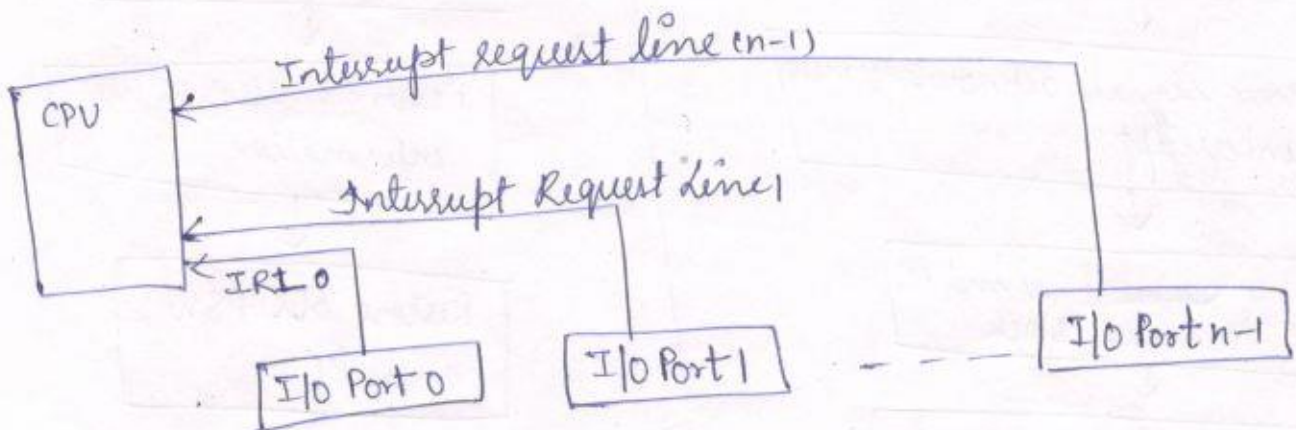 Interrupt request line (n-1)
CPU
Interrupt Request Line 1
IRL 0
I/O Port 0
I/O Port 1
I/O Port n-1